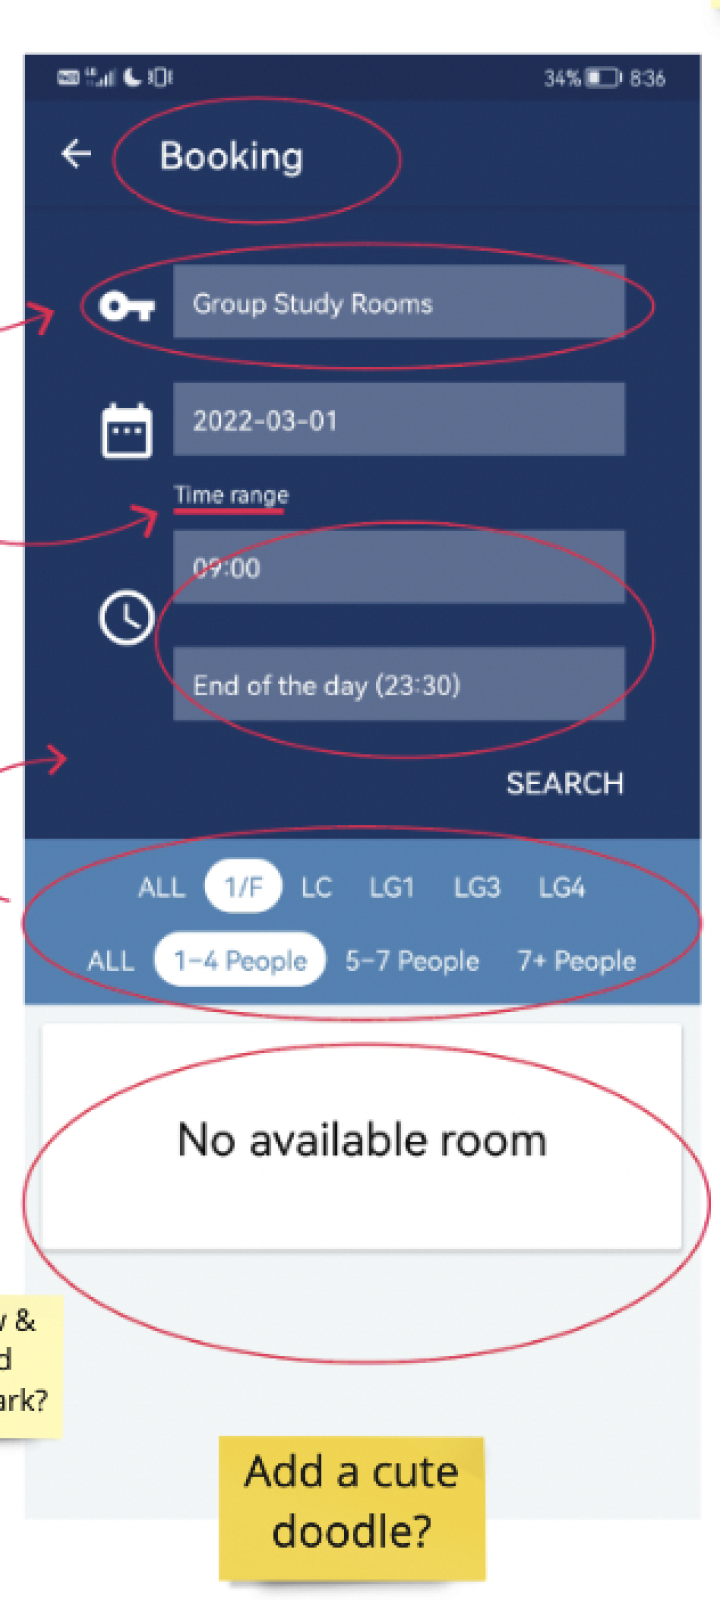 34% 8:36
Booking
Group Study Rooms
2022-03-01
Time range
09:00
End of the day (23:30)
SEARCH
ALL 1/F LC LG1 LG3 LG4
ALL 1-4 People 5-7 People 7+ People
No available room
&
Add a cute
doodle?